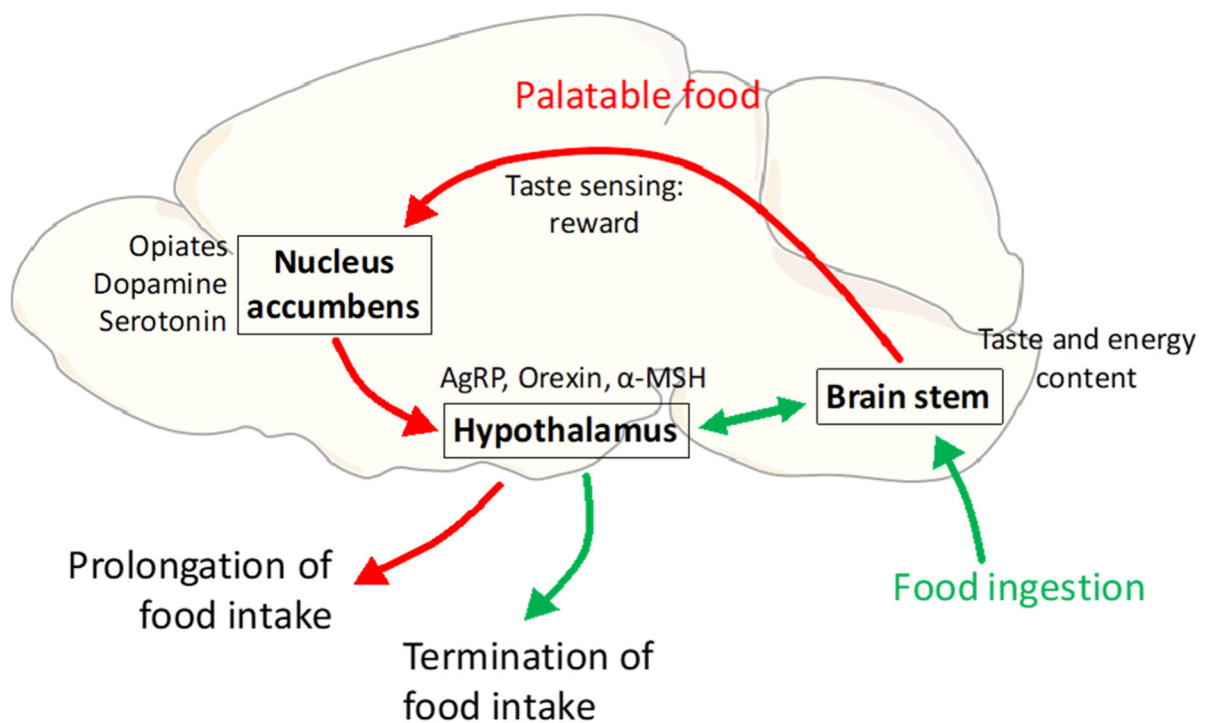 Palatable food
Taste sensing:
reward
Opiates
Dopamine
Serotonin
Nucleus
accumbens
Taste and energy
content
AgRP, Orexin, α-MSH
Hypothalamus
Brain stem
Prolongation of
food intake
Food ingestion
Termination of
food intake